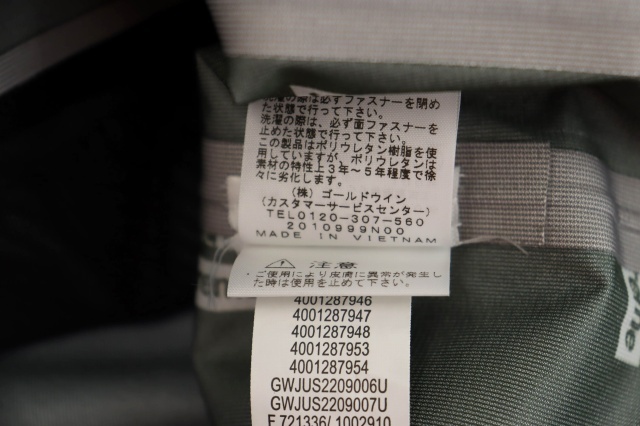 洗濯の際は必ずファスナーを閉め
た状態で行って下さい。
洗濯の際は、必ず面ファスナーを
止めた状態で行って下さい。
この製品はポリウレタン樹脂を使
用していますが、ポリウレタンは
素材の特性上3年～5年程度で徐
々に劣化します。
(株) ゴールドウイン
(カスタマーサービスセンター)
TEL0120-307-560
2010999N00
MADE IN VIETNAM
注意
・ご使用により皮膚に異常が発生し
た時は使用を止めて下さい。
4001287946
4001287947
4001287948
4001287953
4001287954
GWJUS2209006U
GWJUS2209007U
F 721336/ 1002910